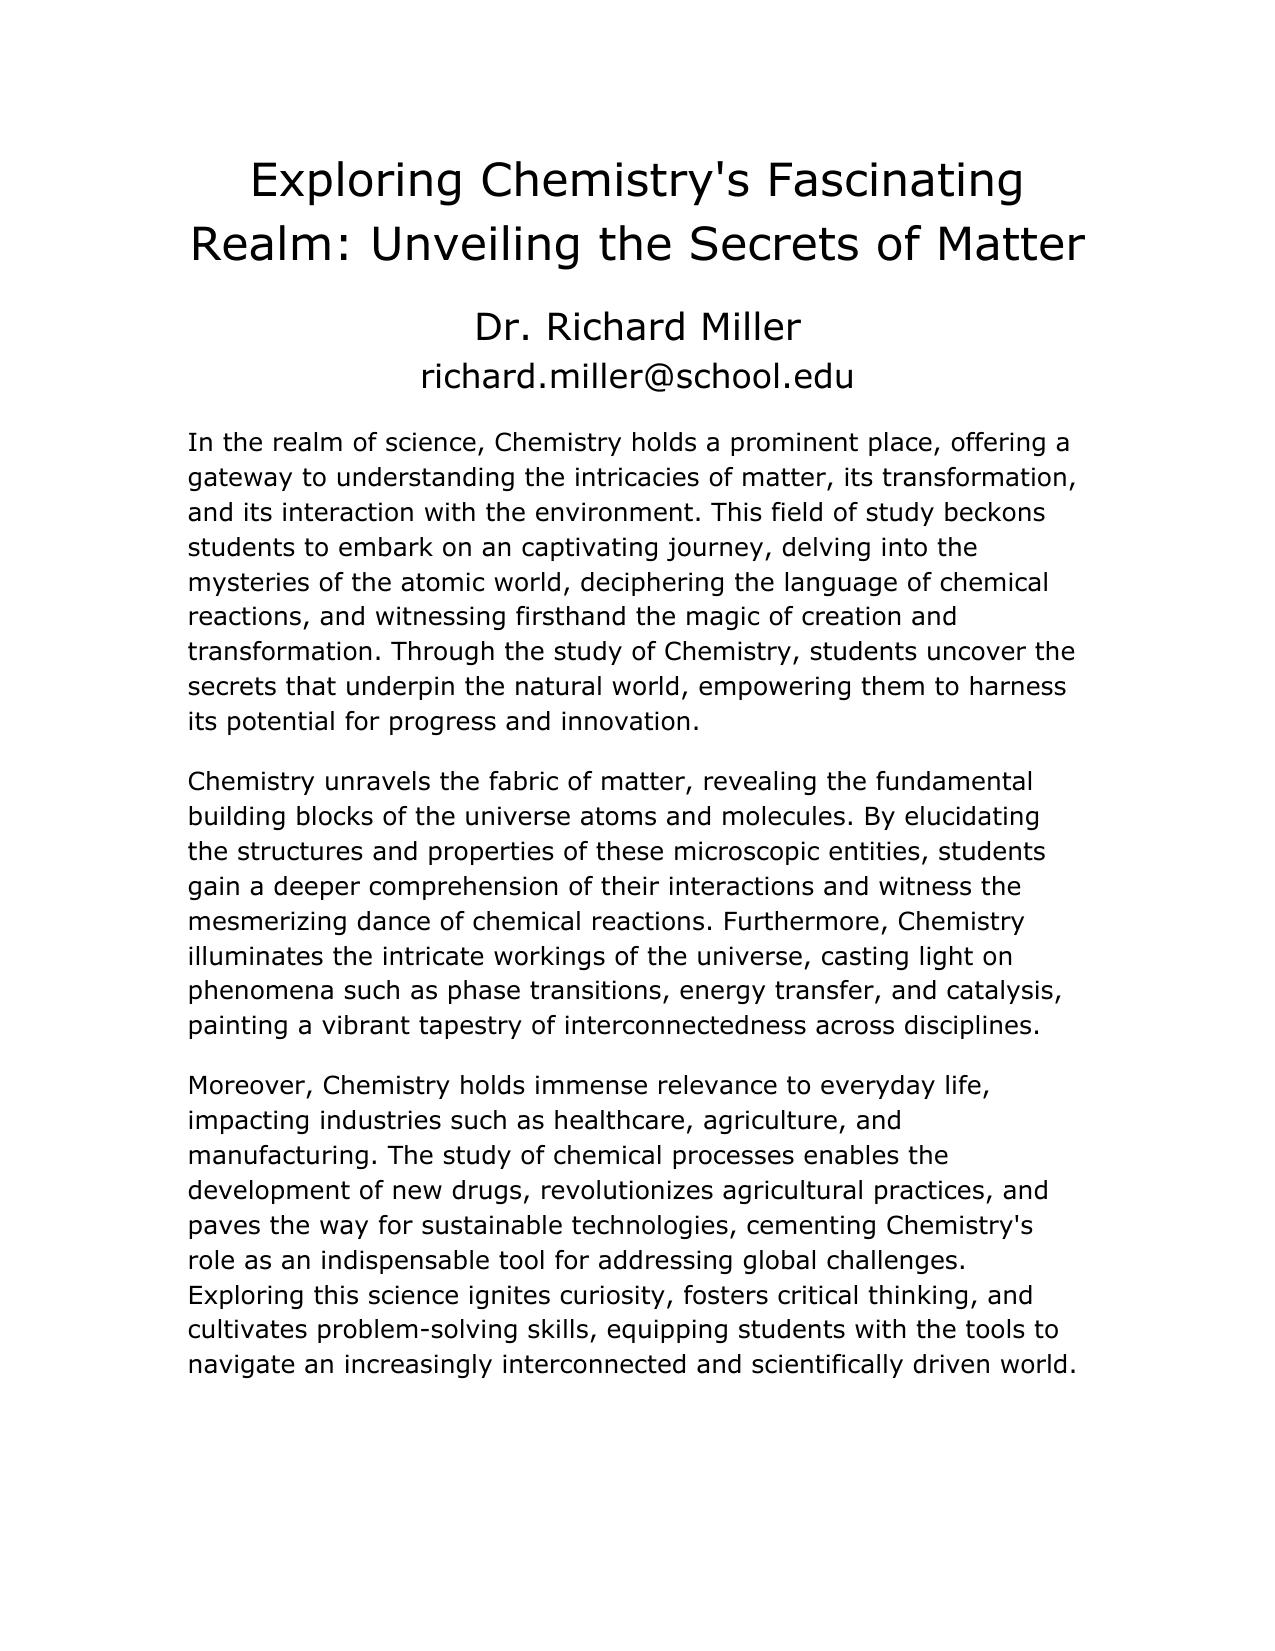 Exploring Chemistry's Fascinating
Realm: Unveiling the Secrets of Matter
Dr. Richard Miller
richard.miller@school.edu
In the realm of science, Chemistry holds a prominent place, offering a
gateway to understanding the intricacies of matter, its transformation,
and its interaction with the environment. This field of study beckons
students to embark on an captivating journey, delving into the
mysteries of the atomic world, deciphering the language of chemical
reactions, and witnessing firsthand the magic of creation and
transformation. Through the study of Chemistry, students uncover the
secrets that underpin the natural world, empowering them to harness
its potential for progress and innovation.
Chemistry unravels the fabric of matter, revealing the fundamental
building blocks of the universe atoms and molecules. By elucidating
the structures and properties of these microscopic entities, students
gain a deeper comprehension of their interactions and witness the
mesmerizing dance of chemical reactions. Furthermore, Chemistry
illuminates the intricate workings of the universe, casting light on
phenomena such as phase transitions, energy transfer, and catalysis,
painting a vibrant tapestry of interconnectedness across disciplines.
Moreover, Chemistry holds immense relevance to everyday life,
impacting industries such as healthcare, agriculture, and
manufacturing. The study of chemical processes enables the
development of new drugs, revolutionizes agricultural practices, and
paves the way for sustainable technologies, cementing Chemistry's
role as an indispensable tool for addressing global challenges.
Exploring this science ignites curiosity, fosters critical thinking, and
cultivates problem-solving skills, equipping students with the tools to
navigate an increasingly interconnected and scientifically driven world.